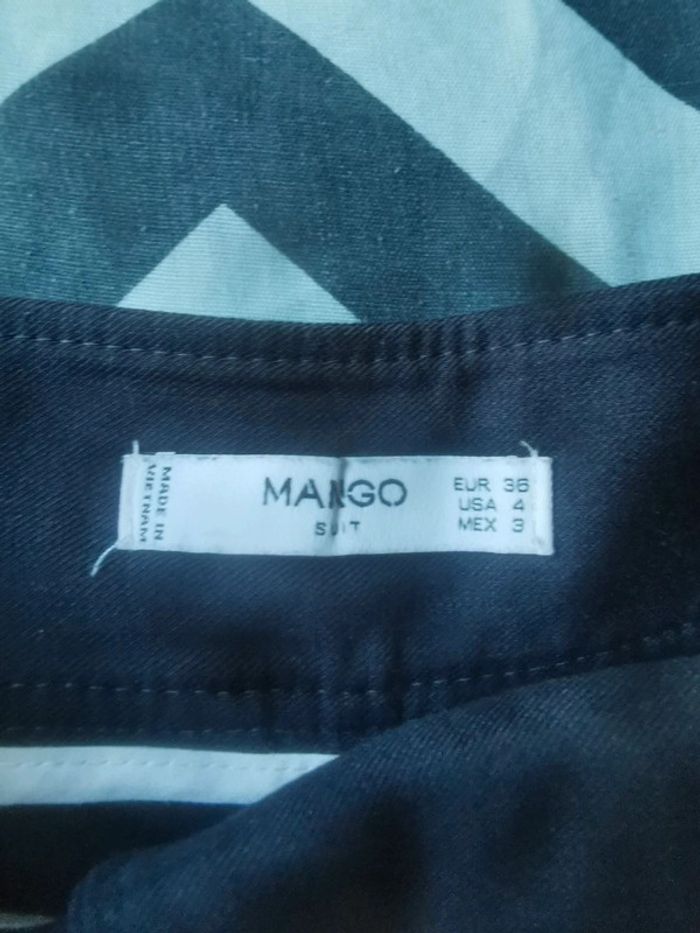 MADE IN
VIETNAM
MANGO
SUIT
EUR 36
USA 4
MEX 3